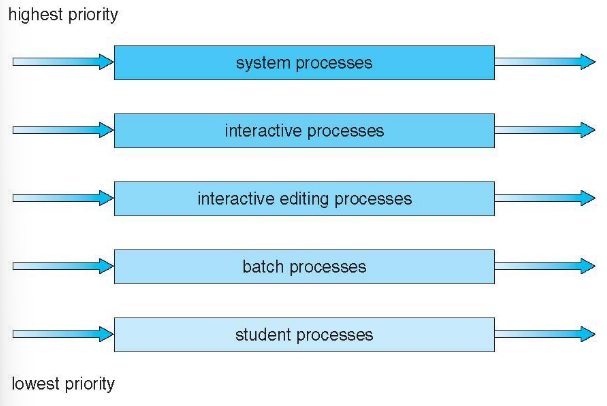 highest priority
system processes
interactive processes
interactive editing processes
batch processes
student processes
lowest priority